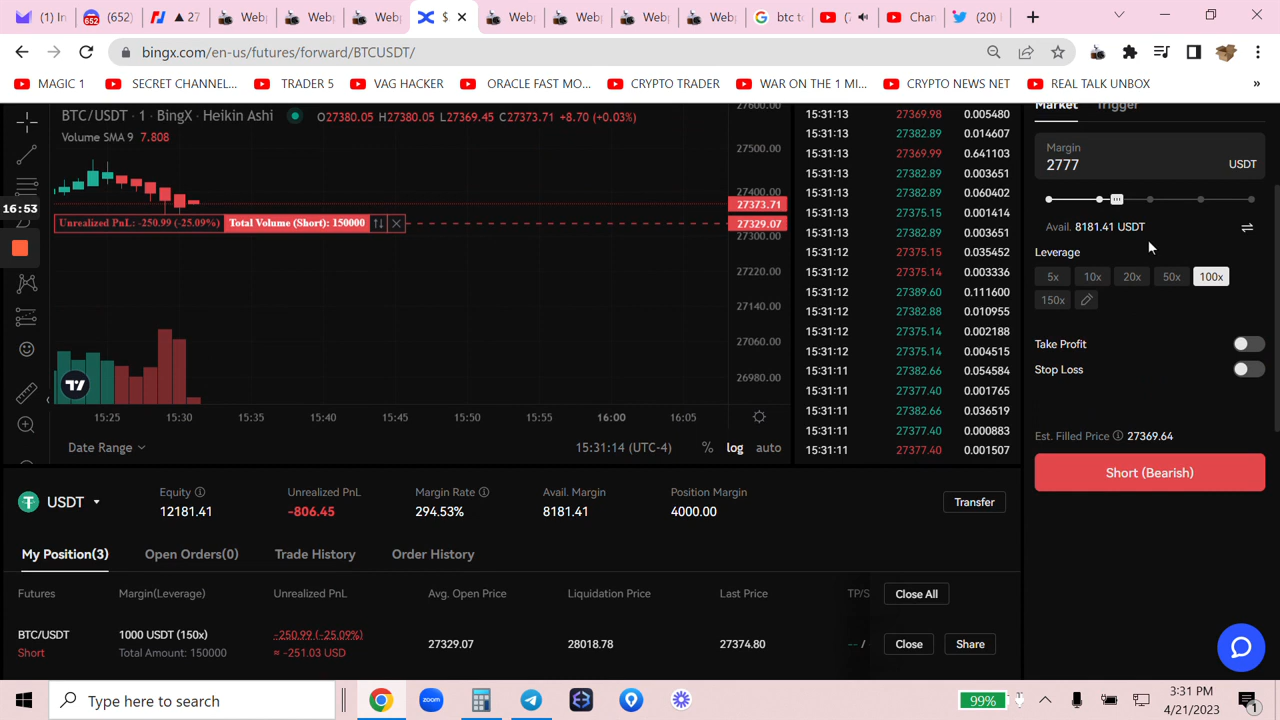 (1) In
(652)
27
Webp
Webp
Webp
$
Webp
Webp
Webp
Webp
btc to
(7
Chan
(20)
bingx.com/en-us/futures/forward/BTCUSDT/
MAGIC 1
SECRET CHANNEL...
TRADER 5
VAG HACKER
ORACLE FAST MO...
CRYPTO TRADER
WAR ON THE 1 MI...
CRYPTO NEWS NET
REAL TALK UNBOX
»
BTC/USDT · 1 · BingX · Heikin Ashi
O27380.05 H27380.05 L27369.45 C27373.71 +8.70 (+0.03%)
Volume SMA 9 7.808
27600.00
27500.00
27400.00
27373.71
27329.07
27300.00
27220.00
27140.00
27060.00
26980.00
16:53
Unrealized PnL: -250.99 (-25.09%)
Total Volume (Short): 150000
15:25
15:30
15:35
15:40
15:45
15:50
15:55
16:00
16:05
Date Range
15:31:14 (UTC-4)
%
log
auto
15:31:13 27369.98 0.005480
15:31:13 27382.89 0.014607
15:31:13 27369.99 0.641103
15:31:13 27382.89 0.003651
15:31:13 27382.89 0.060402
15:31:13 27375.15 0.001414
15:31:13 27382.89 0.003651
15:31:12 27375.15 0.035452
15:31:12 27375.14 0.003336
15:31:12 27389.60 0.111600
15:31:12 27382.88 0.010955
15:31:12 27375.14 0.002188
15:31:12 27375.14 0.004515
15:31:11 27382.66 0.054584
15:31:11 27377.40 0.001765
15:31:11 27382.66 0.036519
15:31:11 27377.40 0.000883
15:31:11 27377.40 0.001507
Market
Trigger
Margin
2777
USDT
Avail. 8181.41 USDT
Leverage
5x
10x
20x
50x
100x
150x
Take Profit
Stop Loss
Est. Filled Price 27369.64
Short (Bearish)
USDT
Equity
12181.41
Unrealized PnL
-806.45
Margin Rate
294.53%
Avail. Margin
8181.41
Position Margin
4000.00
Transfer
My Position(3)
Open Orders(0)
Trade History
Order History
Futures
Margin(Leverage)
Unrealized PnL
Avg. Open Price
Liquidation Price
Last Price
TP/S
Close All
BTC/USDT
Short
1000 USDT (150x)
Total Amount: 150000
-250.99 (-25.09%)
≈ -251.03 USD
27329.07
28018.78
27374.80
-- /
Close
Share
Type here to search
zoom
99%
3:31 PM
4/21/2023
1